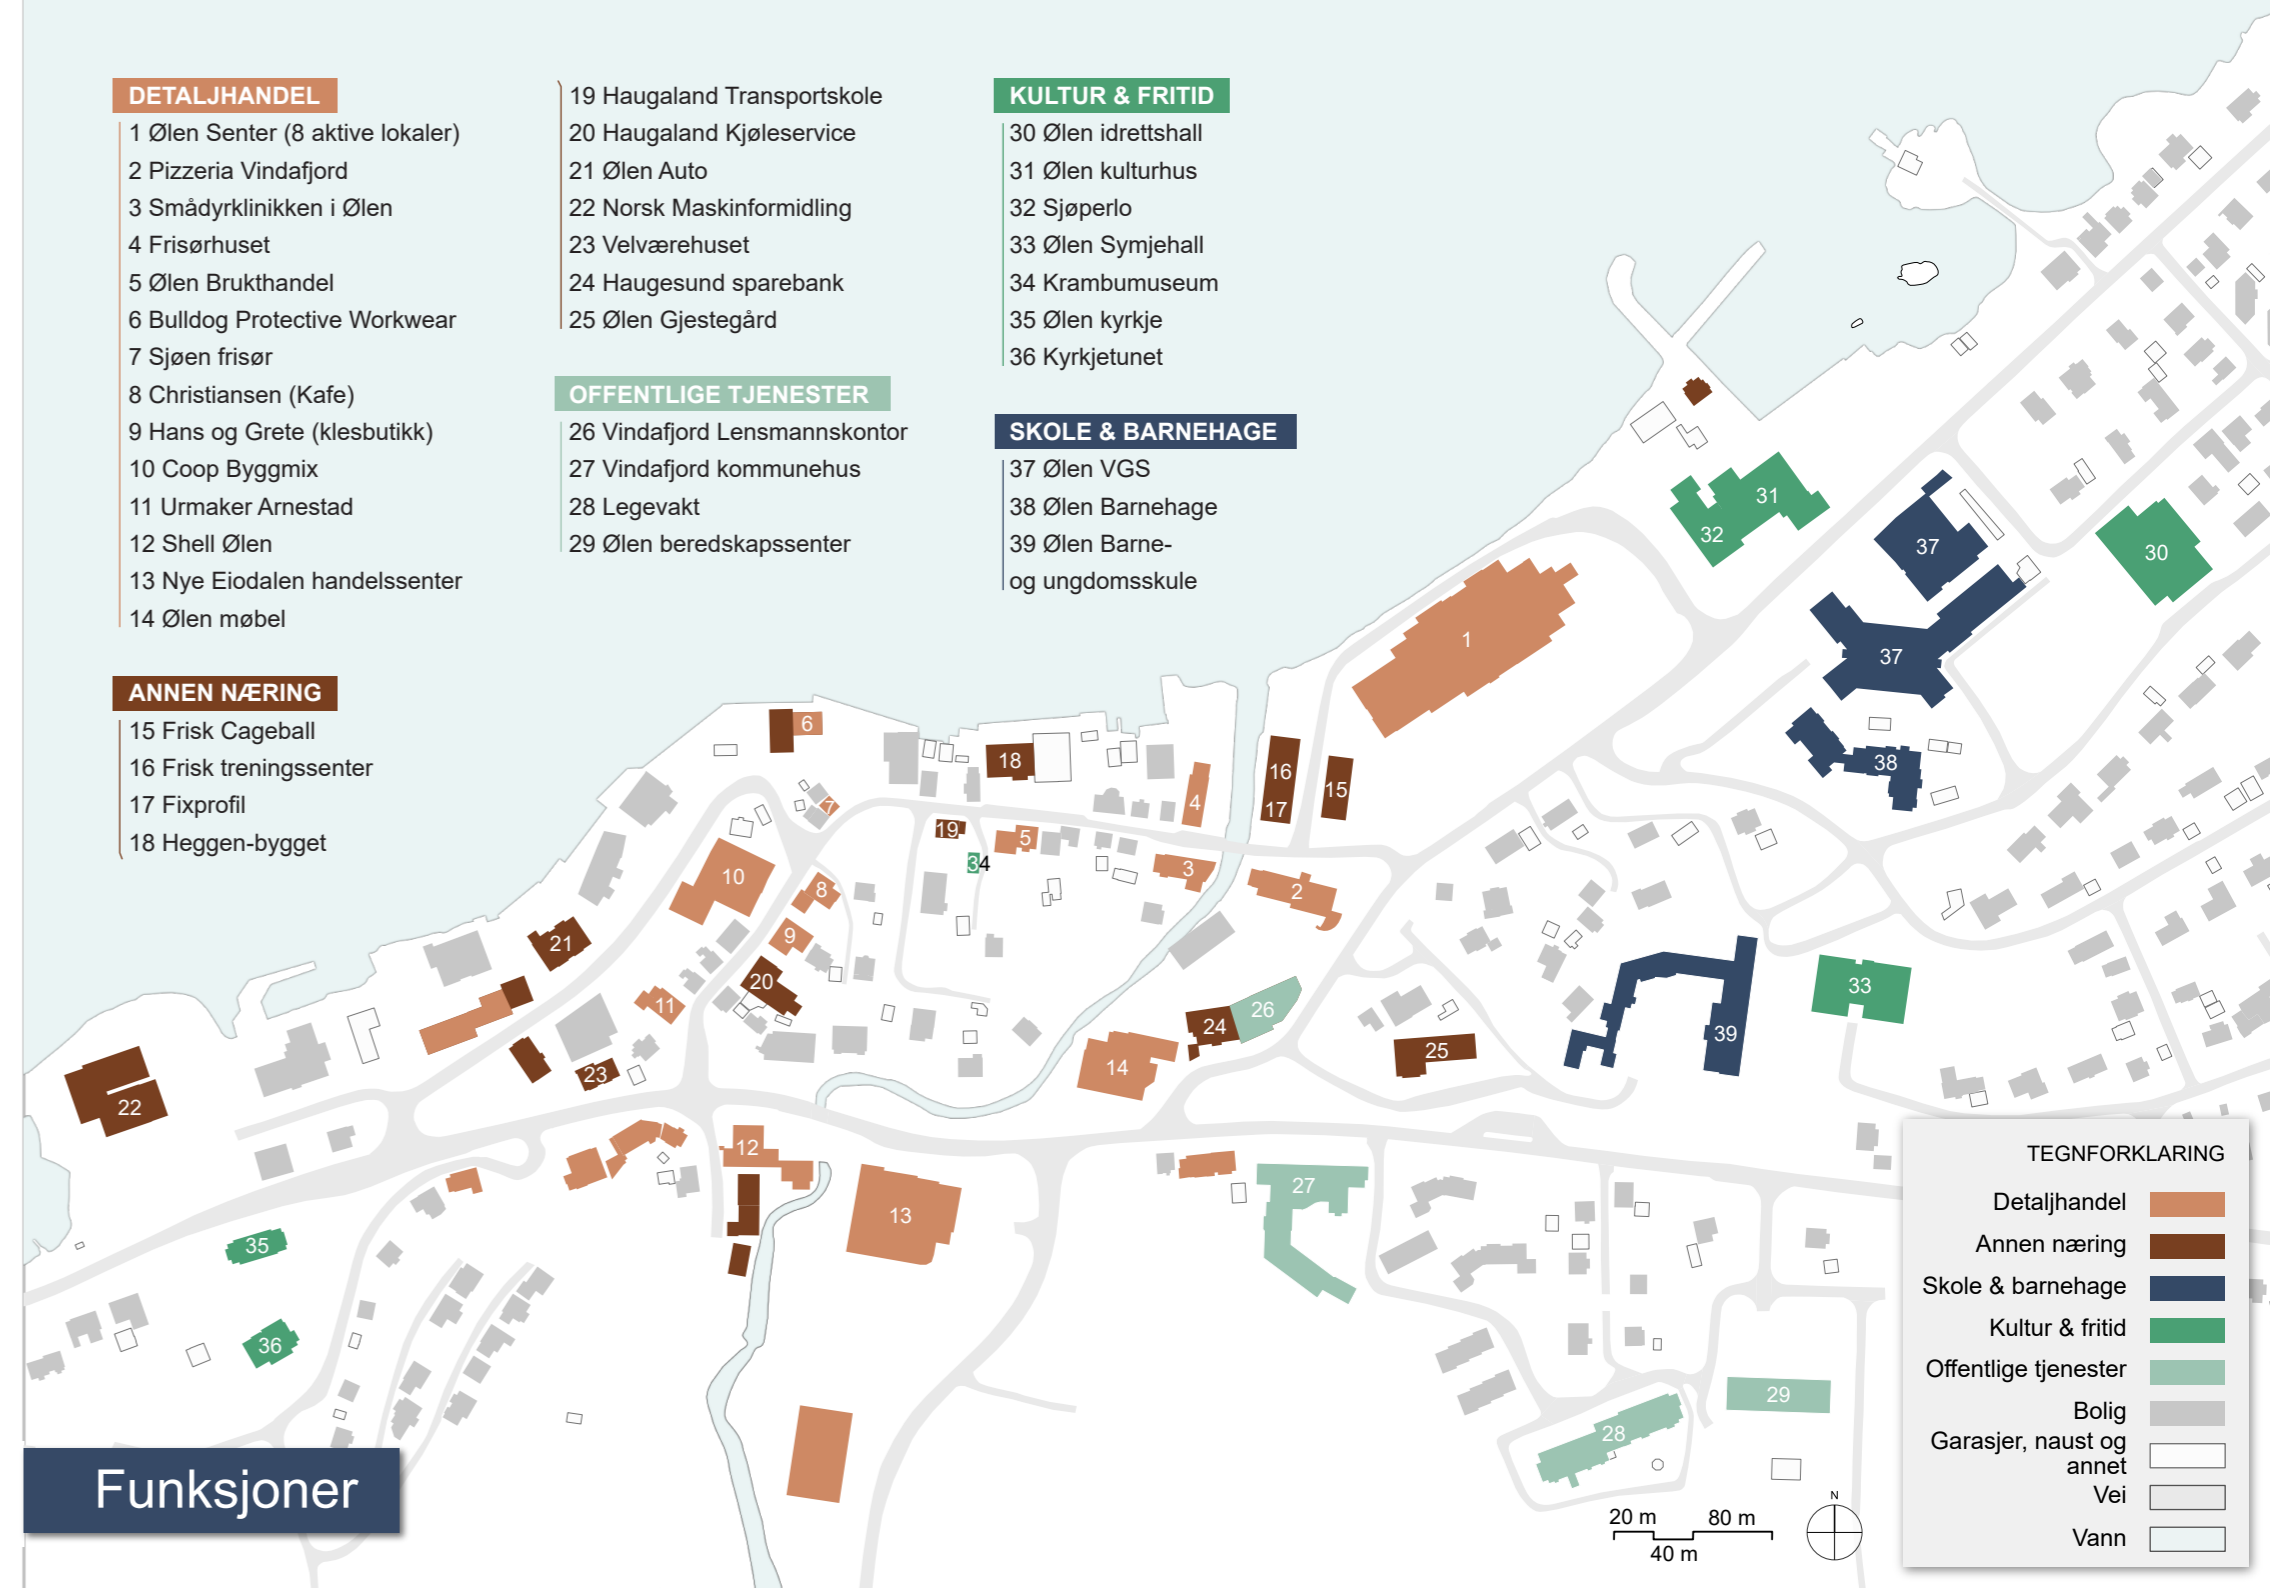 DETALJHANDEL
1 Ølen Senter (8 aktive lokaler)
2 Pizzeria Vindafjord
3 Smådyrklinikken i Ølen
4 Frisørhuset
5 Ølen Brukthandel
6 Bulldog Protective Workwear
7 Sjøen frisør
8 Christiansen (Kafe)
9 Hans og Grete (klesbutikk)
10 Coop Byggmix
11 Urmaker Arnestad
12 Shell Ølen
13 Nye Eiodalen handelssenter
14 Ølen møbel
ANNEN NÆRING
15 Frisk Cageball
16 Frisk treningssenter
17 Fixprofil
18 Heggen-bygget
19 Haugaland Transportskole
20 Haugaland Kjøleservice
21 Ølen Auto
22 Norsk Maskinformidling
23 Velværehuset
24 Haugesund sparebank
25 Ølen Gjestegård
OFFENTLIGE TJENESTER
26 Vindafjord Lensmannskontor
27 Vindafjord kommunehus
28 Legevakt
29 Ølen beredskapssenter
KULTUR & FRITID
30 Ølen idrettshall
31 Ølen kulturhus
32 Sjøperlo
33 Ølen Symjehall
34 Krambumuseum
35 Ølen kyrkje
36 Kyrkjetunet
SKOLE & BARNEHAGE
37 Ølen VGS
38 Ølen Barnehage
39 Ølen Barne-
og ungdomsskule
31
32
37
30
1
37
6
18
16
38
15
4
17
7
19
5
34
3
10
8
2
9
21
20
33
11
26
24
39
25
14
23
22
12
27
13
35
36
29
28
Funksjoner
TEGNFORKLARING
Detaljhandel
Annen næring
Skole & barnehage
Kultur & fritid
Offentlige tjenester
Bolig
Garasjer, naust og
annet
Vei
Vann
20 m 80 m
40 m
N